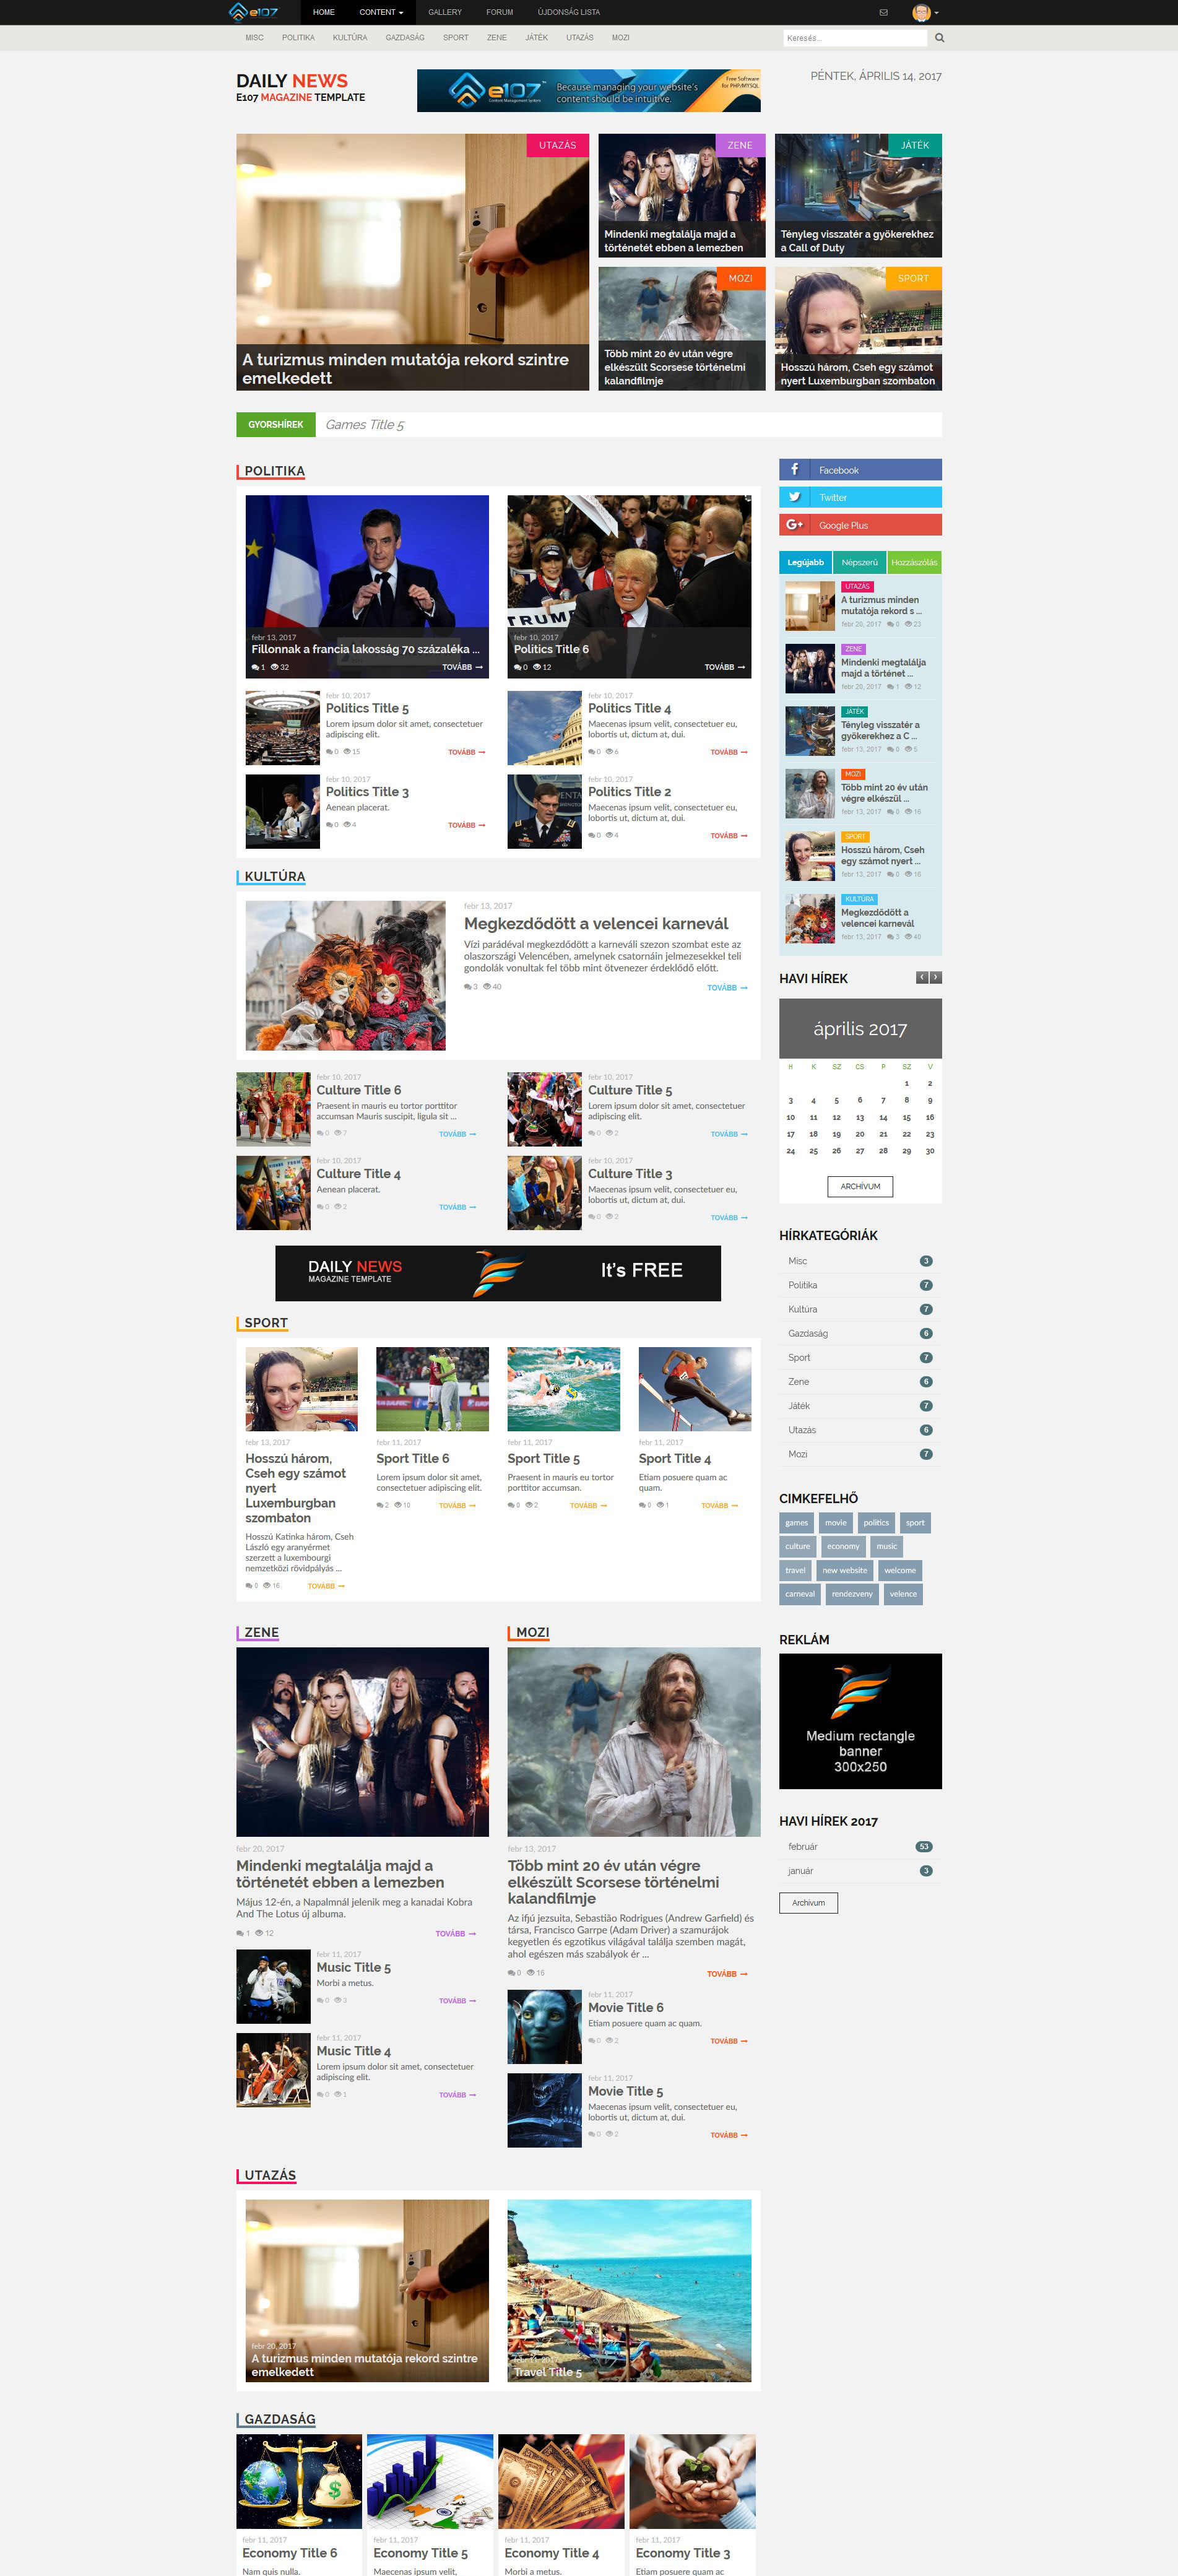 e107
HOME
CONTENT
GALLERY
FORUM
ÚJDONSÁG LISTA
MISC
POLITIKA
KULTÚRA
GAZDASÁG
SPORT
ZENE
JÁTÉK
UTAZÁS
MOZI
Keresés...
DAILY NEWS
E107 MAGAZINE TEMPLATE
e107
Content Management System
Because managing your website's
content should be intuitive.
Free Software
for PHP/MYSQL
PÉNTEK, ÁPRILIS 14, 2017
UTAZÁS
A turizmus minden mutatója rekord szintre
emelkedett
ZENE
Mindenki megtalálja majd a
történetét ebben a lemezben
JÁTÉK
Tényleg visszatér a gyökerekhez
a Call of Duty
MOZI
Több mint 20 év után végre
elkészült Scorsese történelmi
kalandfilmje
SPORT
Hosszú három, Cseh egy számot
nyert Luxemburgban szombaton
GYORSHÍREK
Games Title 5
POLITIKA
febr 13, 2017
Fillonnak a francia lakosság 70 százaléka ...
1 32
TOVÁBB
TRUMP
febr 10, 2017
Politics Title 6
0 12
TOVÁBB
febr 10, 2017
Politics Title 5
Lorem ipsum dolor sit amet, consectetuer
adipiscing elit.
0 15
TOVÁBB
febr 10, 2017
Politics Title 4
Maecenas ipsum velit, consectetuer eu,
lobortis ut, dictum at, dui.
0 6
TOVÁBB
febr 10, 2017
Politics Title 3
Aenean placerat.
0 4
TOVÁBB
febr 10, 2017
Politics Title 2
Maecenas ipsum velit, consectetuer eu,
lobortis ut, dictum at, dui.
0 4
TOVÁBB
KULTÚRA
febr 13, 2017
Megkezdődött a velencei karnevál
Vízi parádéval megkezdődött a karneváli szezon szombat este az
olaszországi Velencében, amelynek csatornáin jelmezesekkel teli
gondolák vonultak fel több mint ötvenezer érdeklődő előtt.
3 40
TOVÁBB
febr 10, 2017
Culture Title 6
Praesent in mauris eu tortor porttitor
accumsan Mauris suscipit, ligula sit ...
0 7
TOVÁBB
febr 10, 2017
Culture Title 5
Lorem ipsum dolor sit amet, consectetuer
adipiscing elit.
0 2
TOVÁBB
febr 10, 2017
Culture Title 4
Aenean placerat.
0 2
TOVÁBB
febr 10, 2017
Culture Title 3
Maecenas ipsum velit, consectetuer eu,
lobortis ut, dictum at, dui.
0 2
TOVÁBB
DAILY NEWS
MAGAZINE TEMPLATE
It's FREE
SPORT
febr 13, 2017
Hosszú három,
Cseh egy számot
nyert
Luxemburgban
szombaton
Hosszú Katinka három, Cseh
László egy aranyérmet
szerzett a luxembourgi
nemzetközi rövidpályás ...
0 16
TOVÁBB
febr 11, 2017
Sport Title 6
Lorem ipsum dolor sit amet,
consectetuer adipiscing elit.
2 10
TOVÁBB
febr 11, 2017
Sport Title 5
Praesent in mauris eu tortor
porttitor accumsan.
0 2
TOVÁBB
febr 11, 2017
Sport Title 4
Etiam posuere quam ac
quam.
0 1
TOVÁBB
ZENE
febr 20, 2017
Mindenki megtalálja majd a
történetét ebben a lemezben
Május 12-én, a Napalmnál jelenik meg a kanadai Kobra
And The Lotus új albuma.
1 12
TOVÁBB
febr 11, 2017
Music Title 5
Morbi a metus.
0 3
TOVÁBB
febr 11, 2017
Music Title 4
Lorem ipsum dolor sit amet, consectetuer
adipiscing elit.
0 1
TOVÁBB
MOZI
febr 13, 2017
Több mint 20 év után végre
elkészült Scorsese történelmi
kalandfilmje
Az ifjú jezsuita, Sebastião Rodrigues (Andrew Garfield) és
társa, Francisco Garrpe (Adam Driver) a szamurájok
kegyetlen és egzotikus világával találja szemben magát,
ahol egészen más szabályok ér ...
0 16
TOVÁBB
febr 11, 2017
Movie Title 6
Etiam posuere quam ac quam.
0 2
TOVÁBB
febr 11, 2017
Movie Title 5
Maecenas ipsum velit, consectetuer eu,
lobortis ut, dictum at, dui.
0 2
TOVÁBB
UTAZÁS
febr 20, 2017
A turizmus minden mutatója rekord szintre
emelkedett
Travel Title 5
GAZDASÁG
febr 11, 2017
Economy Title 6
Nam quis nulla.
febr 11, 2017
Economy Title 5
Maecenas ipsum velit,
febr 11, 2017
Economy Title 4
Morbi a metus.
febr 11, 2017
Economy Title 3
Etiam posuere quam ac
Facebook
Twitter
Google Plus
Legújabb
Népszerű
Hozzászólás
UTAZÁS
A turizmus minden
mutatója rekord s ...
febr 20, 2017 0 23
ZENE
Mindenki megtalálja
majd a történet ...
febr 20, 2017 1 12
JÁTÉK
Tényleg visszatér a
gyökerekhez a C ...
febr 13, 2017 0 5
MOZI
Több mint 20 év után
végre elkészül ...
febr 13, 2017 0 16
SPORT
Hosszú három, Cseh
egy számot nyert ...
febr 13, 2017 0 16
KULTÚRA
Megkezdődött a
velencei karnevál
febr 13, 2017 3 40
HAVI HÍREK
április 2017
H K SZ CS P SZ V
1 2
3 4 5 6 7 8 9
10 11 12 13 14 15 16
17 18 19 20 21 22 23
24 25 26 27 28 29 30
ARCHÍVUM
HÍRKATEGÓRIÁK
Misc 3
Politika 7
Kultúra 7
Gazdaság 6
Sport 7
Zene 6
Játék 7
Utazás 6
Mozi 7
CIMKEFELHŐ
games movie politics sport
culture economy music
travel new website welcome
carneval rendezveny velence
REKLÁM
Medium rectangle
banner
300x250
HAVI HÍREK 2017
február 53
január 3
Archívum